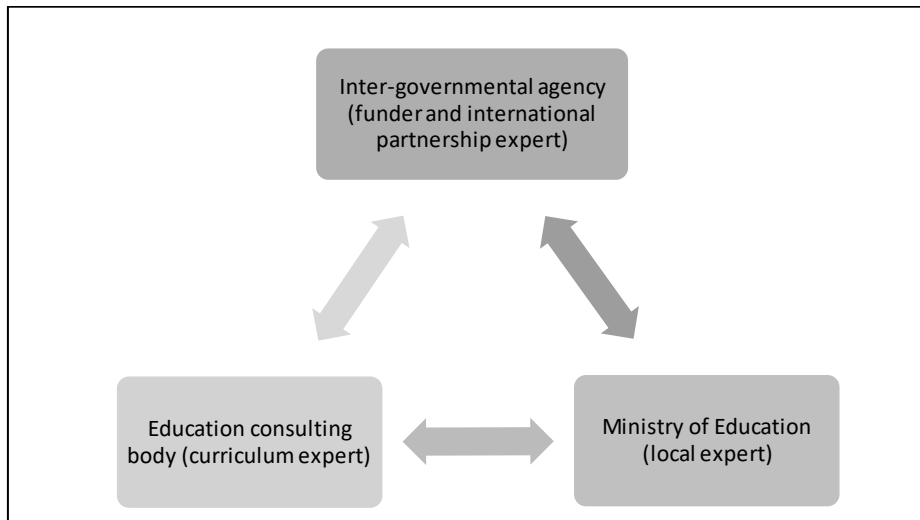 Inter-governmental agency
(funder and international
partnership expert)
Education consulting
body (curriculum expert)
Ministry of Education
(local expert)